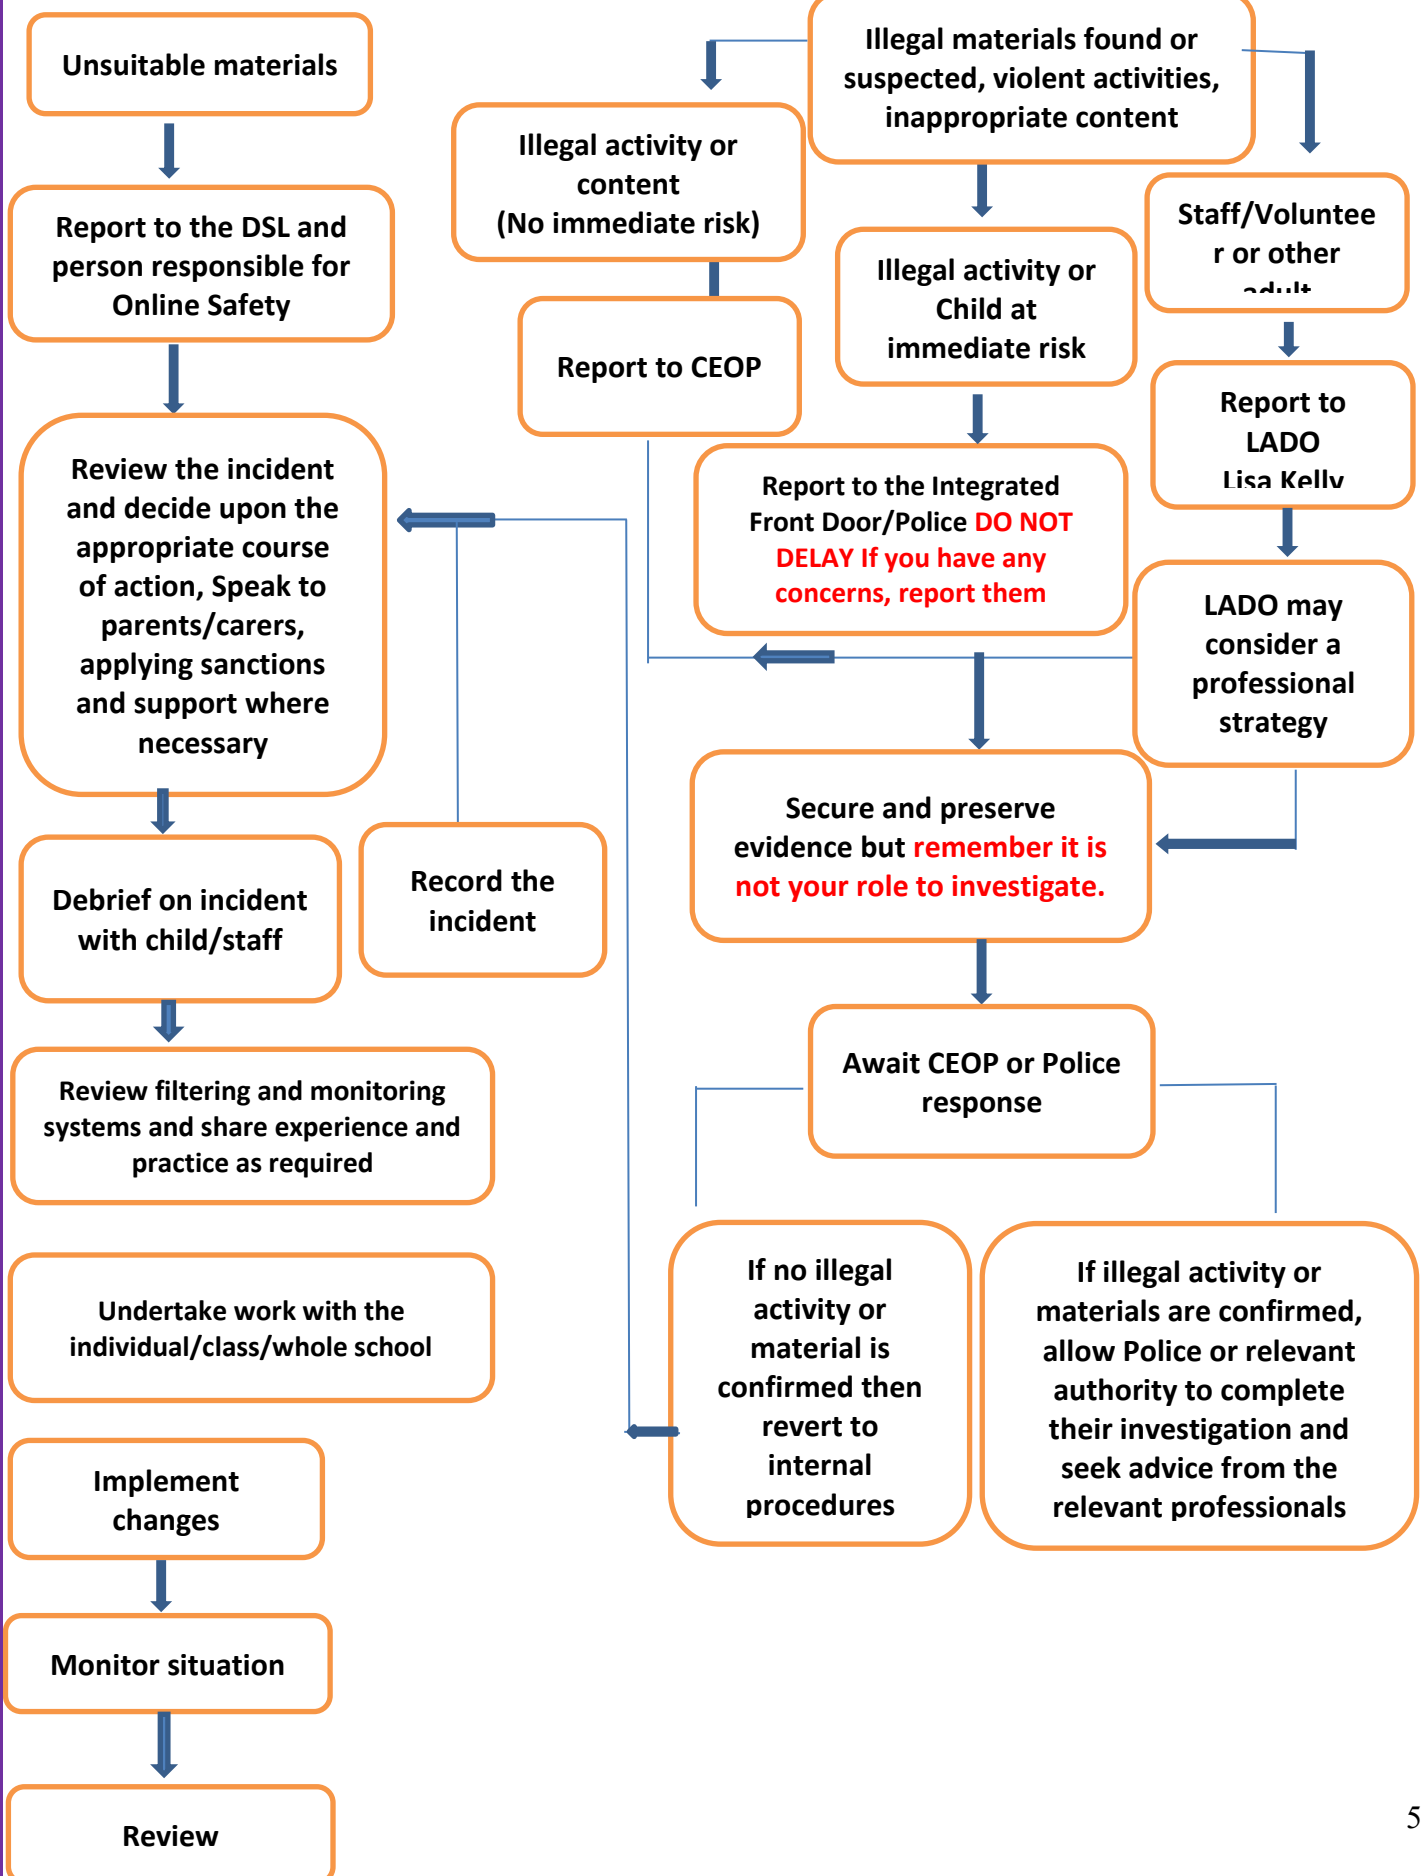 Unsuitable materials
Report to the DSL and
person responsible for
Online Safety
Review the incident
and decide upon the
appropriate course
of action, Speak to
parents/carers,
applying sanctions
and support where
necessary
Debrief on incident
with child/staff
Record the
incident
Review filtering and monitoring
systems and share experience and
practice as required
Undertake work with the
individual/class/whole school
Implement
changes
Monitor situation
Review
Illegal materials found or
suspected, violent activities,
inappropriate content
Illegal activity or
content
(No immediate risk)
Report to CEOP
Illegal activity or
Child at
immediate risk
Report to the Integrated
Front Door/Police DO NOT
DELAY If you have any
concerns, report them
Staff/Voluntee
r or other
adult
Report to
LADO
Lisa Kelly
LADO may
consider a
professional
strategy
Secure and preserve
evidence but remember it is
not your role to investigate.
Await CEOP or Police
response
If no illegal
activity or
material is
confirmed then
revert to
internal
procedures
If illegal activity or
materials are confirmed,
allow Police or relevant
authority to complete
their investigation and
seek advice from the
relevant professionals
5